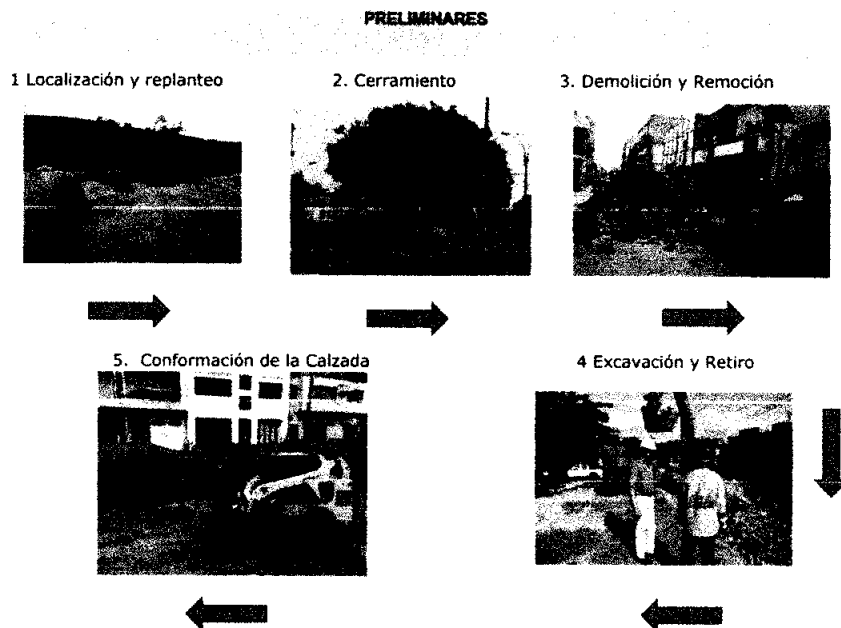 PRELIMINARES
1 Localización y replanteo
2. Cerramiento
3. Demolición y Remoción
5. Conformación de la Calzada
4 Excavación y Retiro